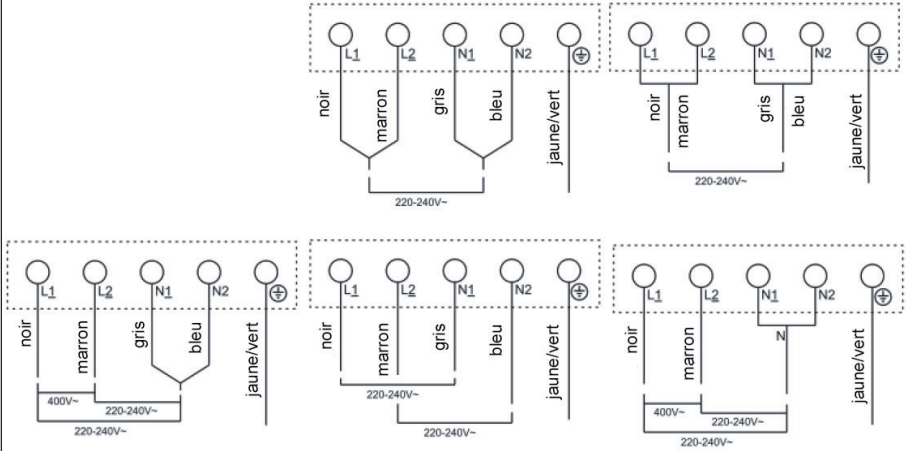 L1 L2 N1 N2
noir marron gris bleu jaune/vert
220-240V~
L1 L2 N1 N2
noir marron gris bleu jaune/vert
220-240V~
L1 L2 N1 N2
noir marron gris bleu jaune/vert
400V~
220-240V~
220-240V~
L1 L2 N1 N2
noir marron gris bleu jaune/vert
220-240V~
220-240V~
L1 L2 N1 N2
N
noir marron jaune/vert
400V~
220-240V~
220-240V~